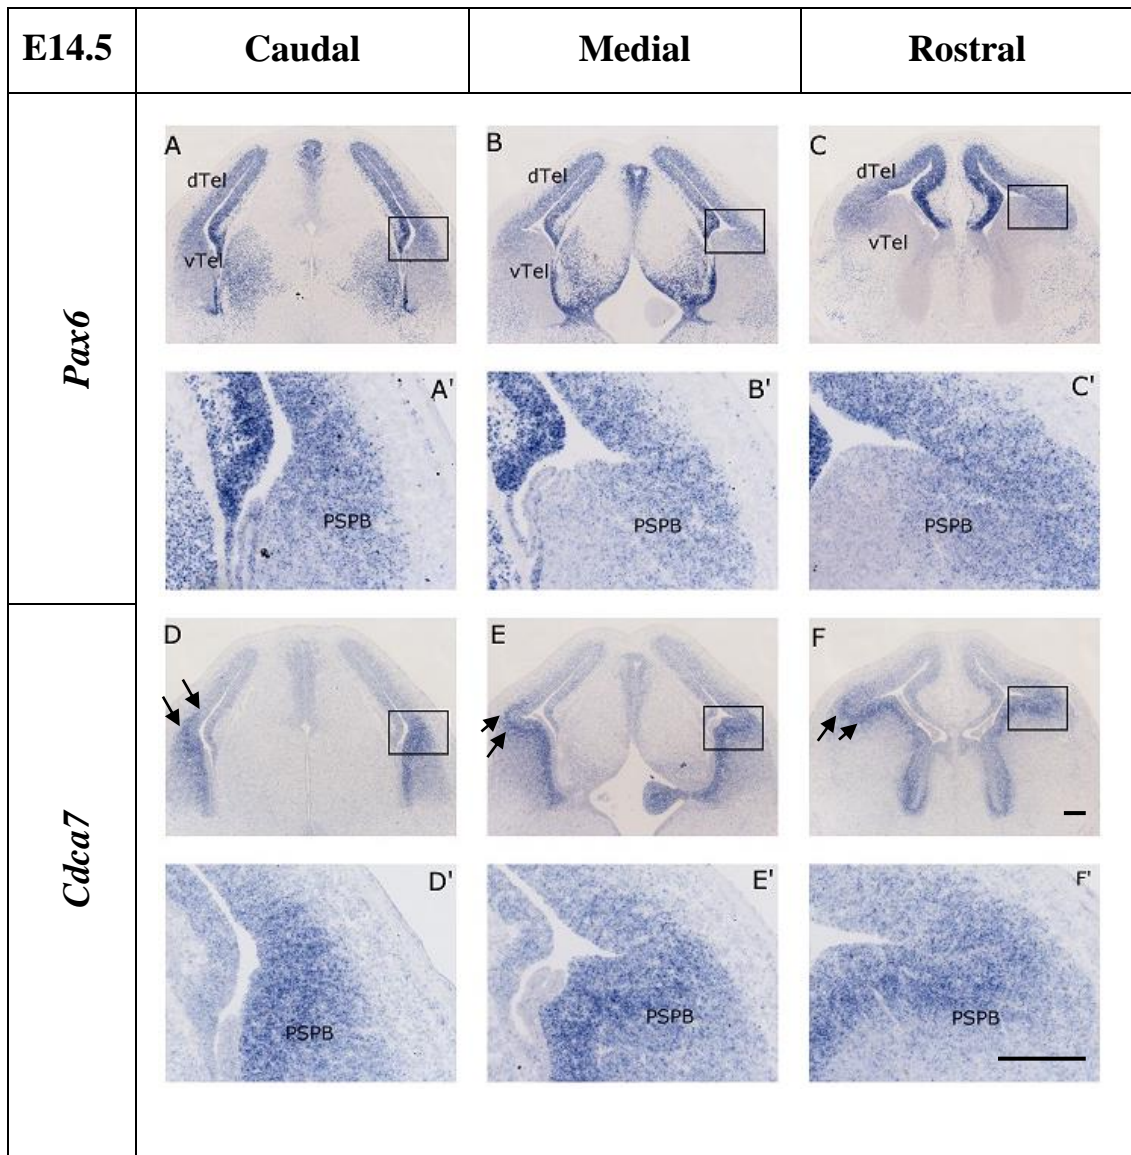 E14.5 Caudal Medial Rostral
Pax6
A B C
dTel dTel dTel
vTel vTel vTel
A' B' C'
PSPB PSPB PSPB
Cdca7
D E F
D' E' F'
PSPB PSPB PSPB